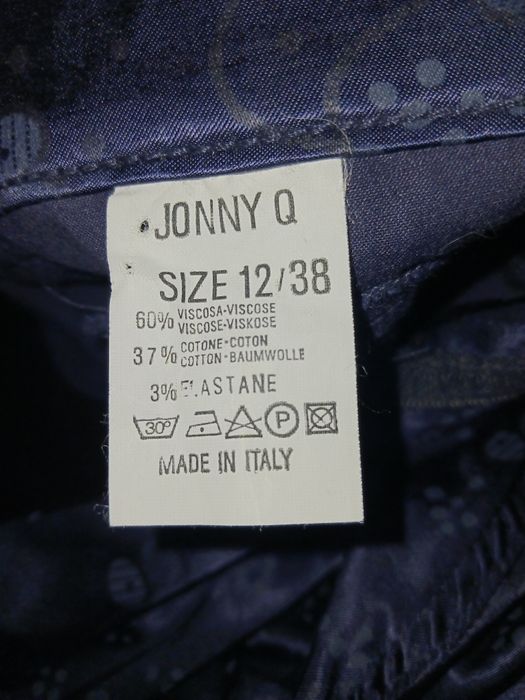 JONNY Q
SIZE 12/38
60% VISCOSA-VISCOSE
VISCOSE-VISKOSE
37% COTONE-COTON
COTTON-BAUMWOLLE
3% ELASTANE
30° P
MADE IN ITALY